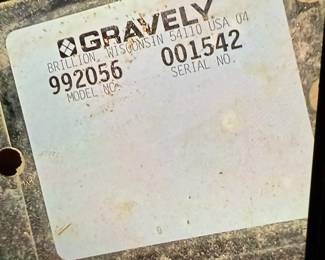 GRAVELY
BRILLION, WISCONSIN 54110 USA 04
992056 001542
MODEL NO. SERIAL NO.